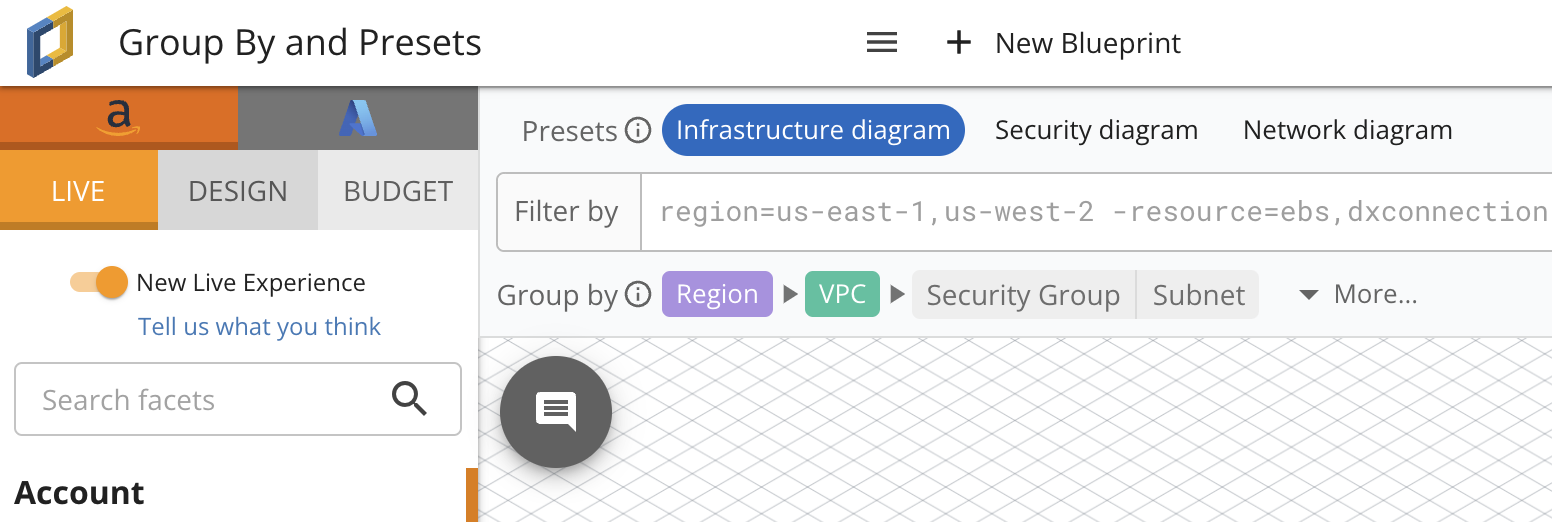 Group By and Presets
New Blueprint
a
LIVE DESIGN BUDGET
New Live Experience
Tell us what you think
Search facets
Account
Presets Infrastructure diagram Security diagram Network diagram
Filter by region=us-east-1,us-west-2 -resource=ebs,dxconnection
Group by Region VPC Security Group Subnet More...